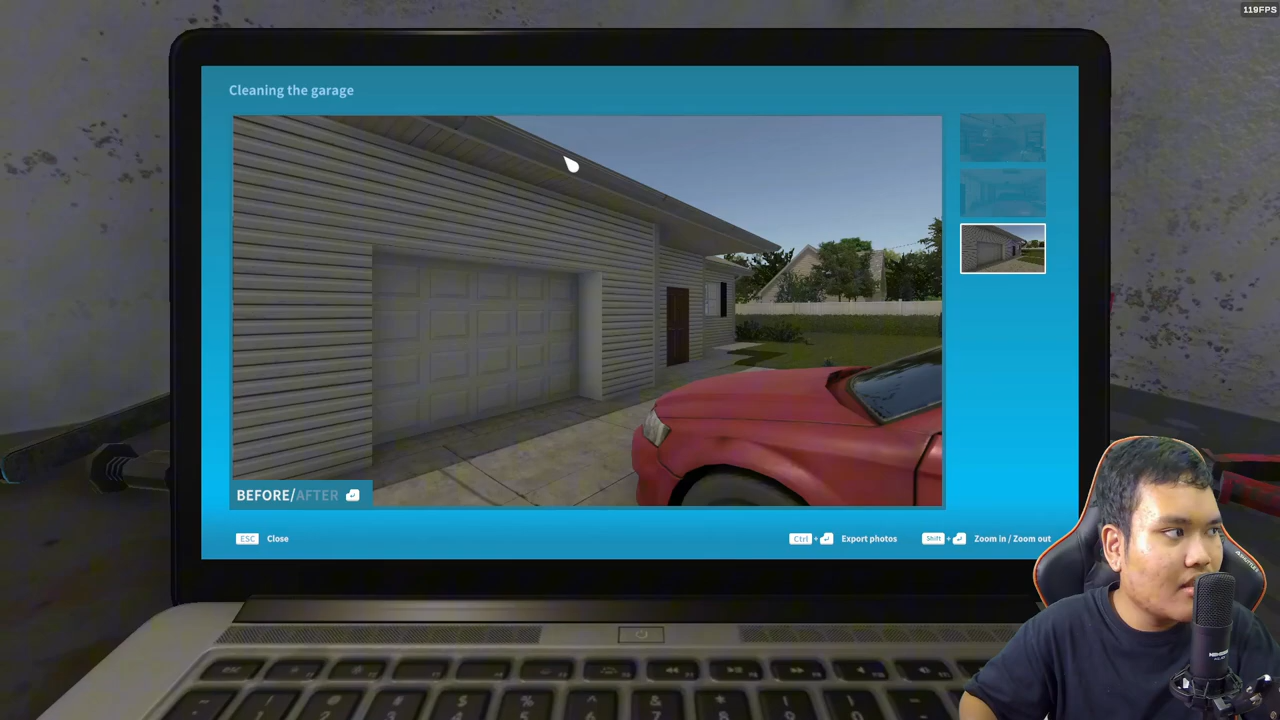 119FPS
Cleaning the garage
BEFORE/AFTER
ESC Close
Ctrl + Export photos
Shift + Zoom in / Zoom out